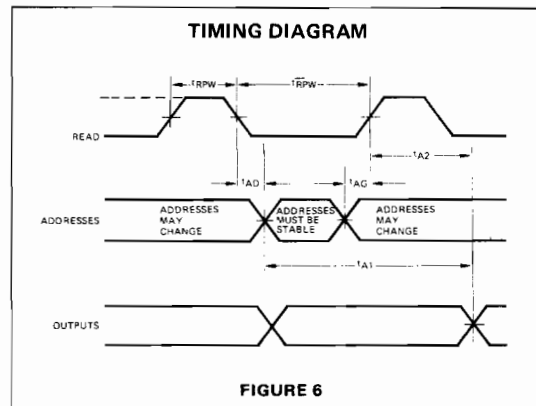 TIMING DIAGRAM
tRPW
tRPW
READ
tA2
tAD
tAG
ADDRESSES
ADDRESSES
MAY
CHANGE
ADDRESSES
MUST BE
STABLE
ADDRESSES
MAY
CHANGE
tA1
OUTPUTS
FIGURE 6